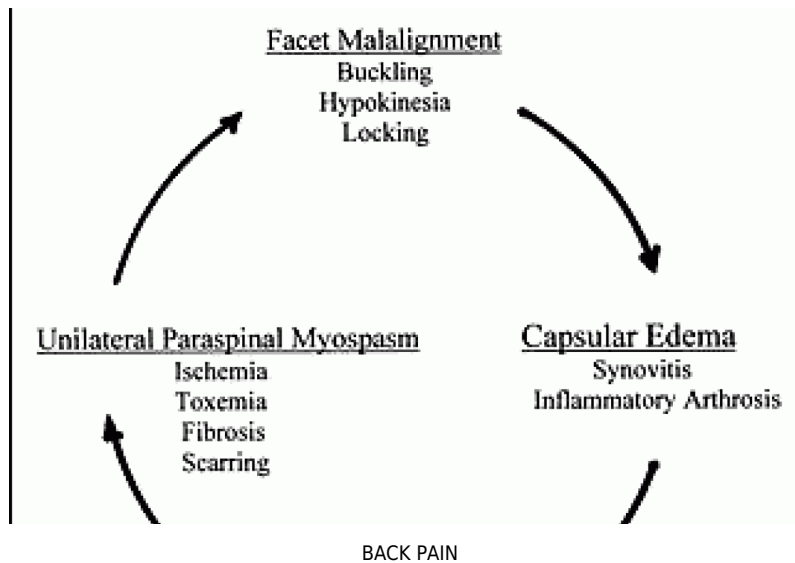 Facet Malalignment
Buckling
Hypokinesia
Locking
Unilateral Paraspinal Myospasm
Ischemia
Toxemia
Fibrosis
Scarring
Capsular Edema
Synovitis
Inflammatory Arthrosis
BACK PAIN